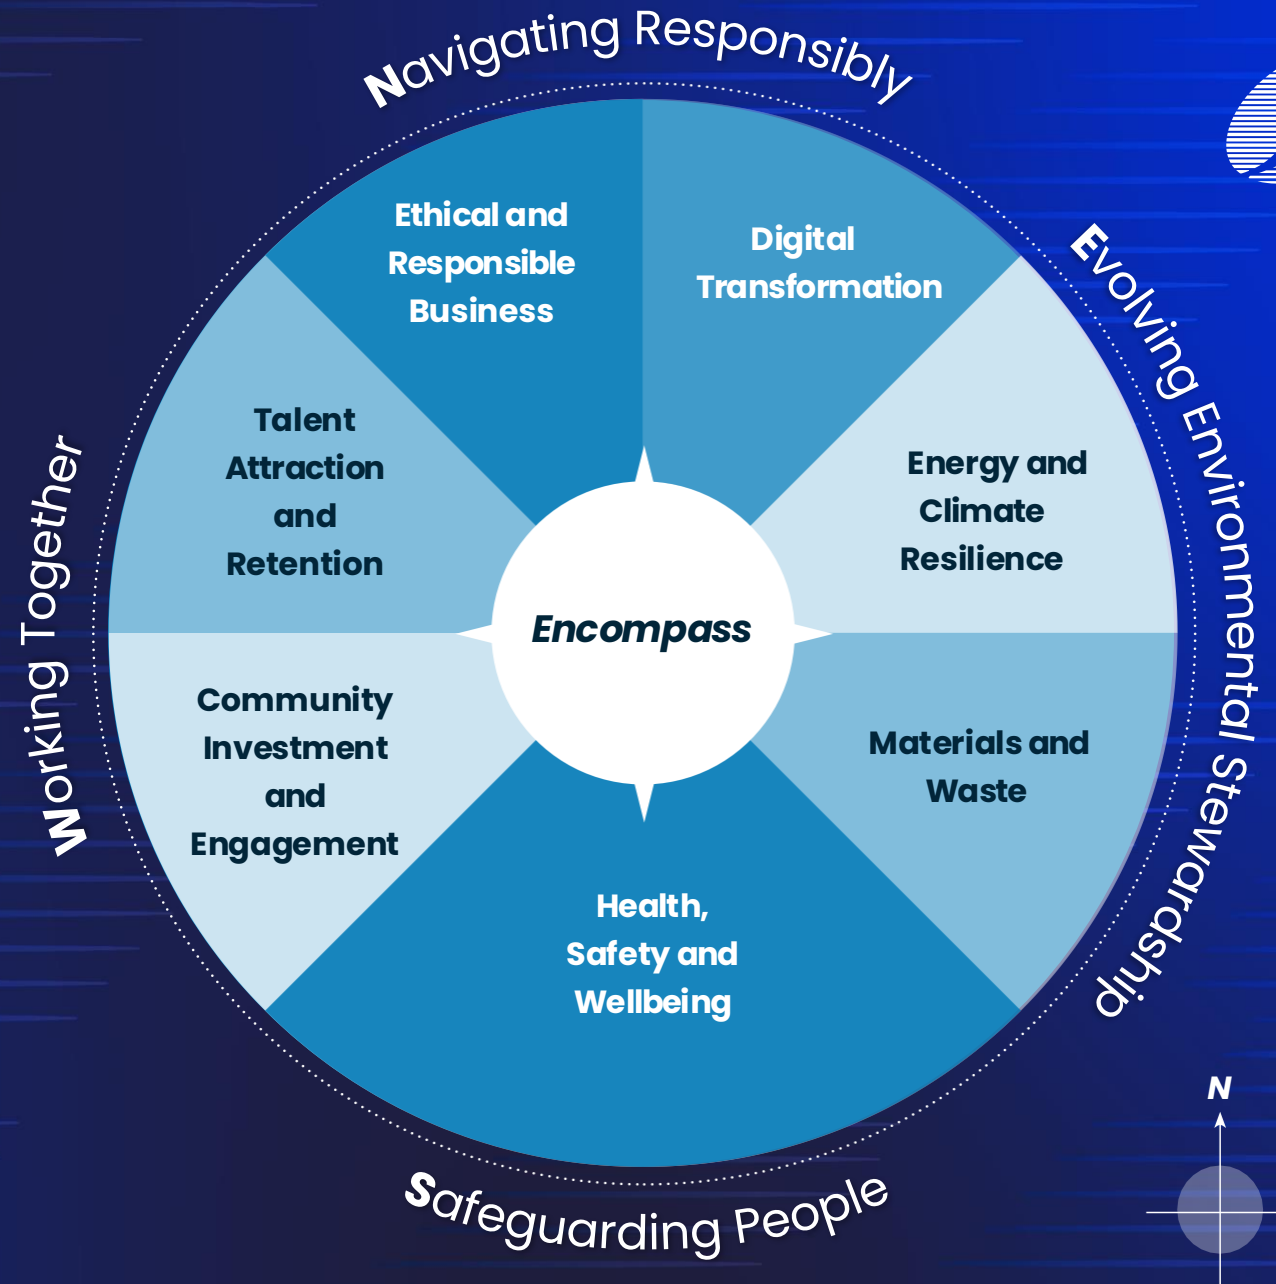 Navigating Responsibly
Ethical and
Responsible
Business
Digital
Transformation
Evolving Environmental Stewardship
Energy and
Climate
Resilience
Materials and
Waste
Safeguarding People
Health,
Safety and
Wellbeing
Working Together
Talent
Attraction
and
Retention
Community
Investment
and
Engagement
Encompass
N